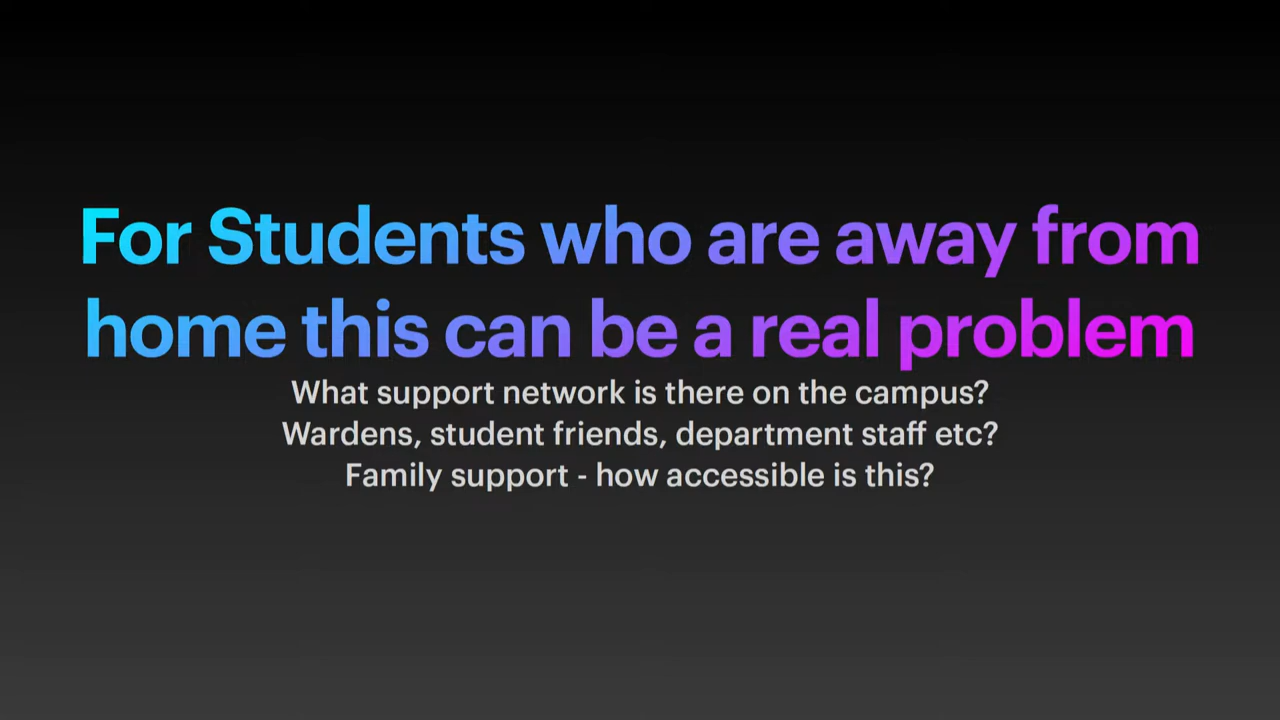 For Students who are away from
home this can be a real problem
What support network is there on the campus?
Wardens, student friends, department staff etc?
Family support - how accessible is this?